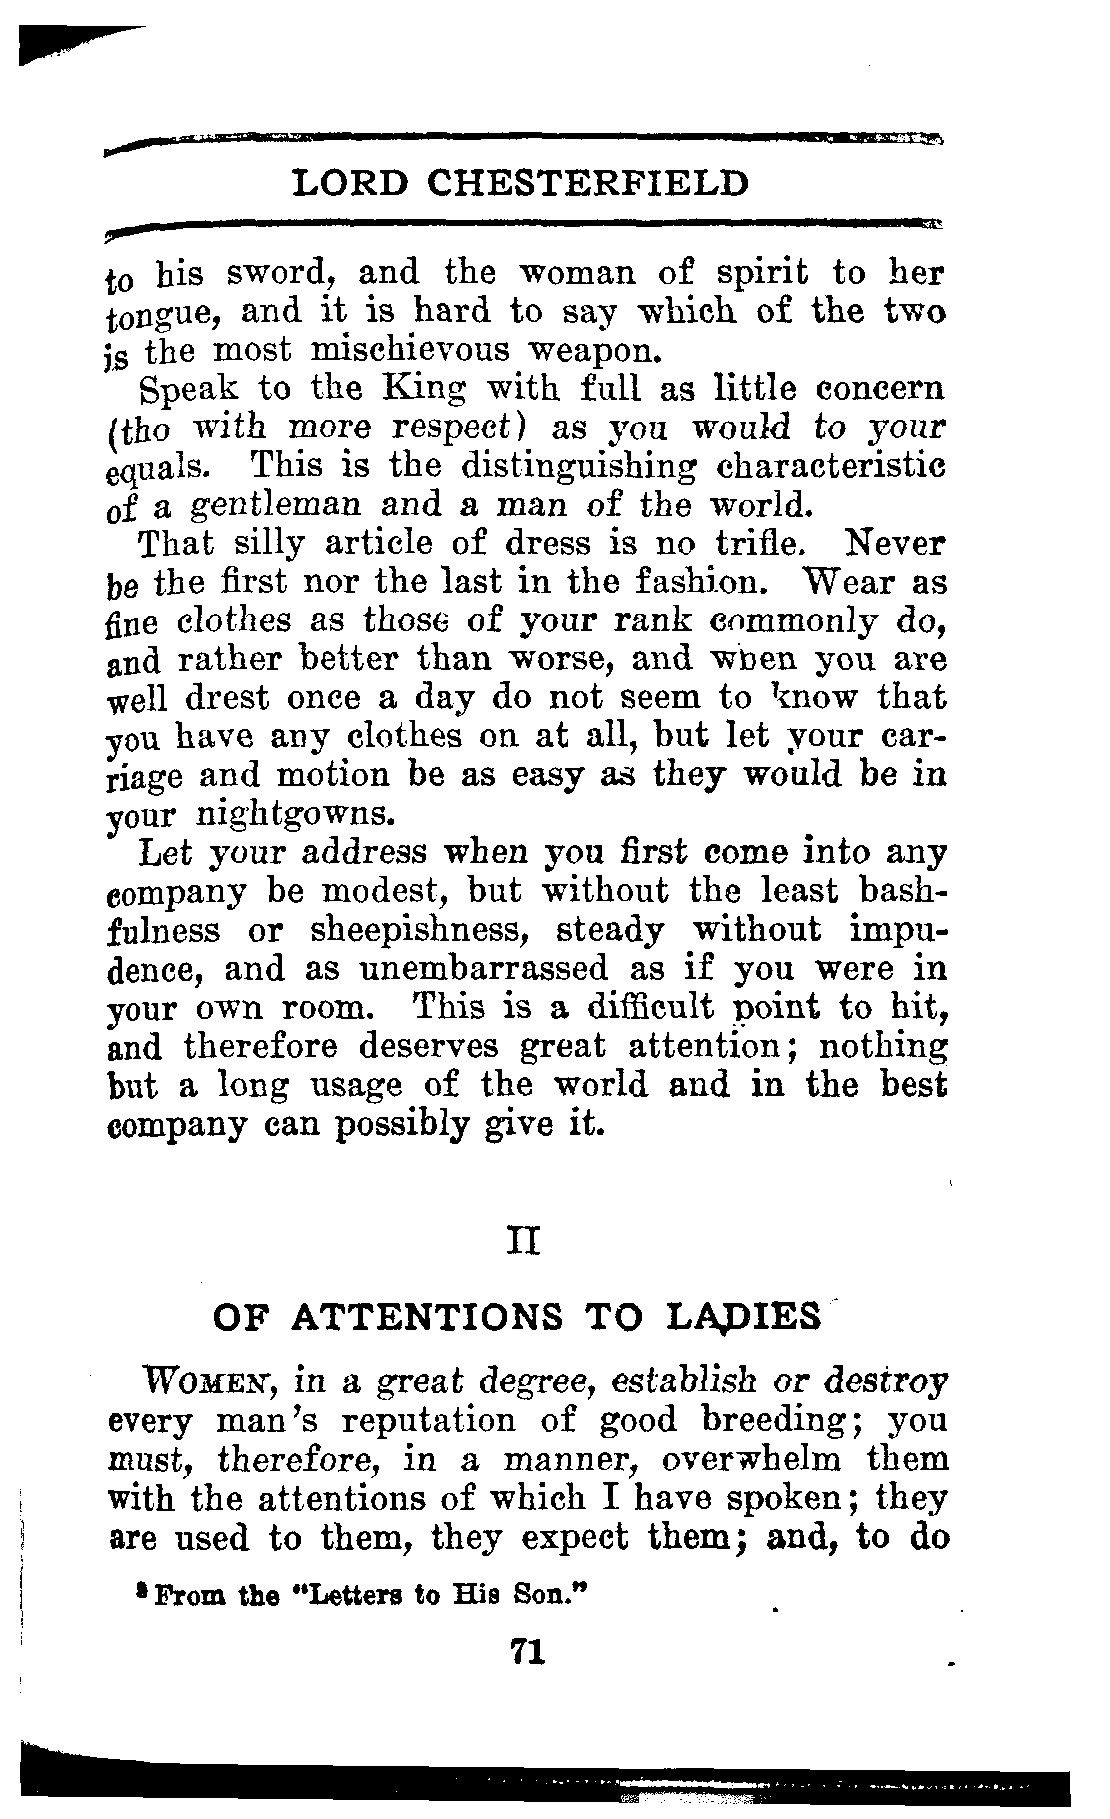 LORD CHESTERFIELD
to his sword, and the woman of spirit to her
tongue, and it is hard to say which of the two
is the most mischievous weapon.
Speak to the King with full as little concern
(tho with more respect) as you would to your
equals. This is the distinguishing characteristic
of a gentleman and a man of the world.
That silly article of dress is no trifle. Never
be the first nor the last in the fashion. Wear as
fine clothes as those of your rank commonly do,
and rather better than worse, and when you are
well drest once a day do not seem to know that
you have any clothes on at all, but let your car-
riage and motion be as easy as they would be in
your nightgowns.
Let your address when you first come into any
company be modest, but without the least bash-
fulness or sheepishness, steady without impu-
dence, and as unembarrassed as if you were in
your own room. This is a difficult point to hit,
and therefore deserves great attention; nothing
but a long usage of the world and in the best
company can possibly give it.
II
OF ATTENTIONS TO LADIES
WOMEN, in a great degree, establish or destroy
every man's reputation of good breeding; you
must, therefore, in a manner, overwhelm them
with the attentions of which I have spoken; they
are used to them, they expect them; and, to do
From the "Letters to His Son."
71